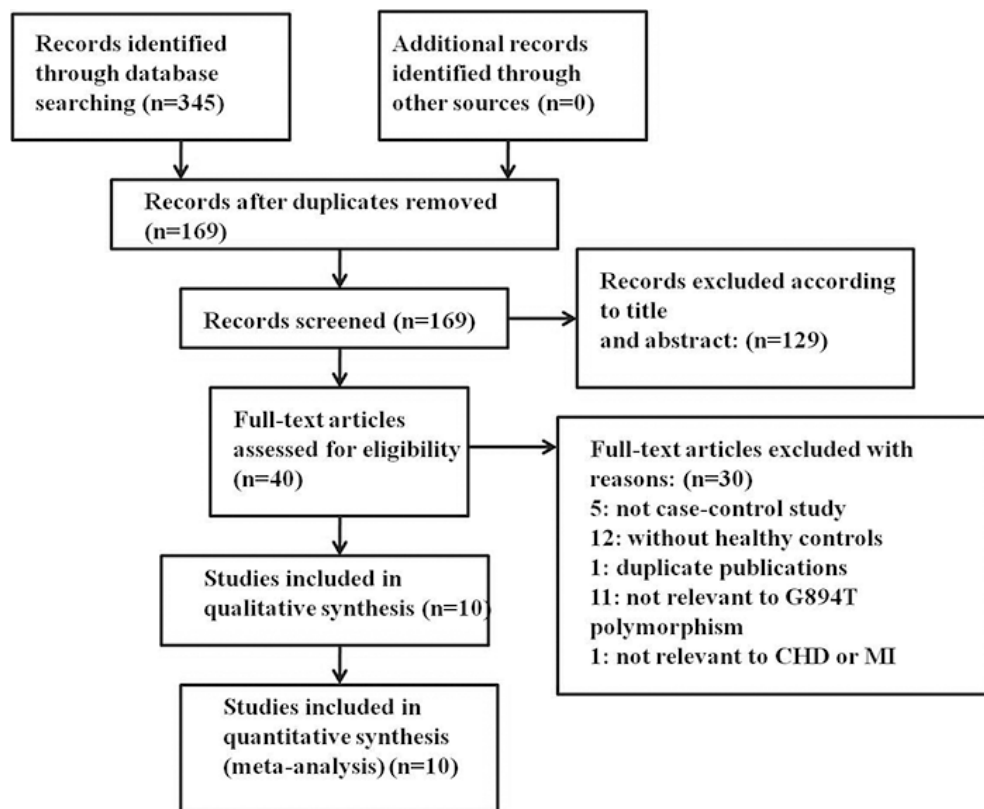 Records identified
through database
searching (n=345)
Additional records
identified through
other sources (n=0)
Records after duplicates removed
(n=169)
Records screened (n=169)
Records excluded according
to title
and abstract: (n=129)
Full-text articles
assessed for eligibility
(n=40)
Full-text articles excluded with
reasons: (n=30)
5: not case-control study
12: without healthy controls
1: duplicate publications
11: not relevant to G894T
polymorphism
1: not relevant to CHD or MI
Studies included in
qualitative synthesis (n=10)
Studies included in
quantitative synthesis
(meta-analysis) (n=10)